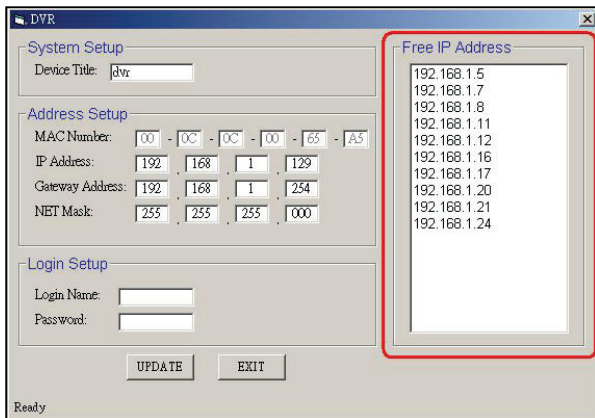 DVR
System Setup
Device Title: dvr
Address Setup
MAC Number: 00 - 0C - 0C - 00 - 65 - A5
IP Address: 192 . 168 . 1 . 129
Gateway Address: 192 . 168 . 1 . 254
NET Mask: 255 . 255 . 255 . 000
Login Setup
Login Name:
Password:
UPDATE EXIT
Ready
Free IP Address
192.168.1.5
192.168.1.7
192.168.1.8
192.168.1.11
192.168.1.12
192.168.1.16
192.168.1.17
192.168.1.20
192.168.1.21
192.168.1.24